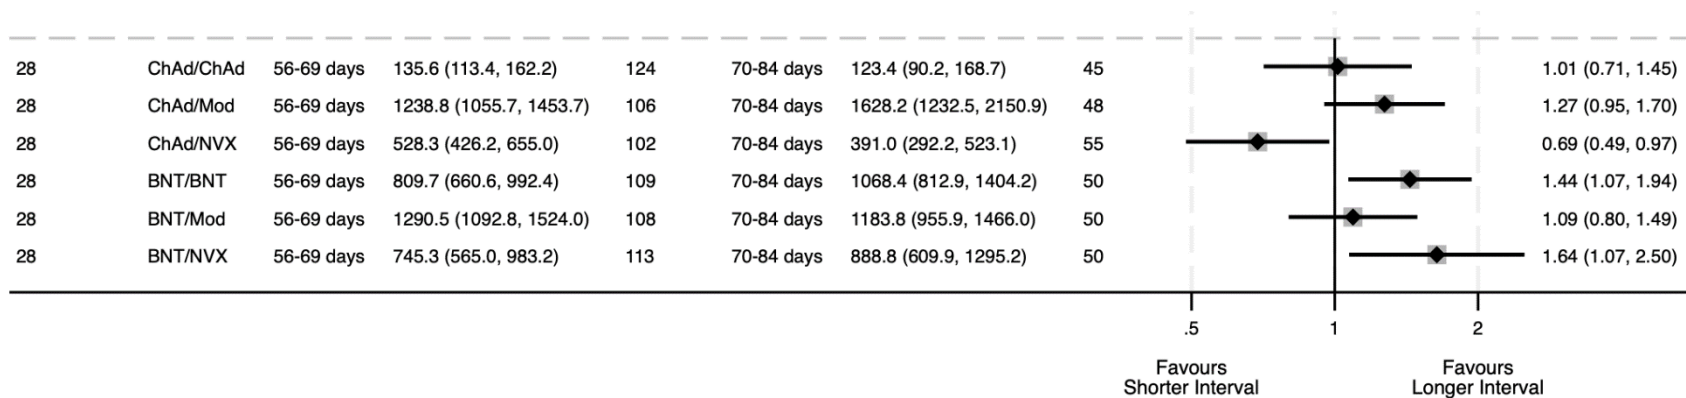 28 ChAd/ChAd 56-69 days 135.6 (113.4, 162.2) 124 70-84 days 123.4 (90.2, 168.7) 45 1.01 (0.71, 1.45)
28 ChAd/Mod 56-69 days 1238.8 (1055.7, 1453.7) 106 70-84 days 1628.2 (1232.5, 2150.9) 48 1.27 (0.95, 1.70)
28 ChAd/NVX 56-69 days 528.3 (426.2, 655.0) 102 70-84 days 391.0 (292.2, 523.1) 55 0.69 (0.49, 0.97)
28 BNT/BNT 56-69 days 809.7 (660.6, 992.4) 109 70-84 days 1068.4 (812.9, 1404.2) 50 1.44 (1.07, 1.94)
28 BNT/Mod 56-69 days 1290.5 (1092.8, 1524.0) 108 70-84 days 1183.8 (955.9, 1466.0) 50 1.09 (0.80, 1.49)
28 BNT/NVX 56-69 days 745.3 (565.0, 983.2) 113 70-84 days 888.8 (609.9, 1295.2) 50 1.64 (1.07, 2.50)
.5 1 2
Favours Favours
Shorter Interval Longer Interval